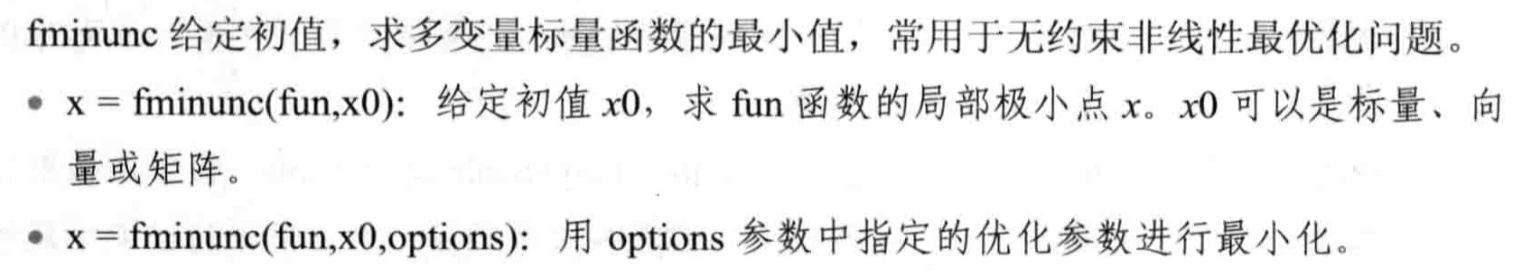 fminunc 给定初值，求多变量标量函数的最小值，常用于无约束非线性最优化问题。
• x = fminunc(fun,x0)：给定初值 x0，求 fun 函数的局部极小点 x。x0 可以是标量、向
量或矩阵。
• x = fminunc(fun,x0,options)：用 options 参数中指定的优化参数进行最小化。